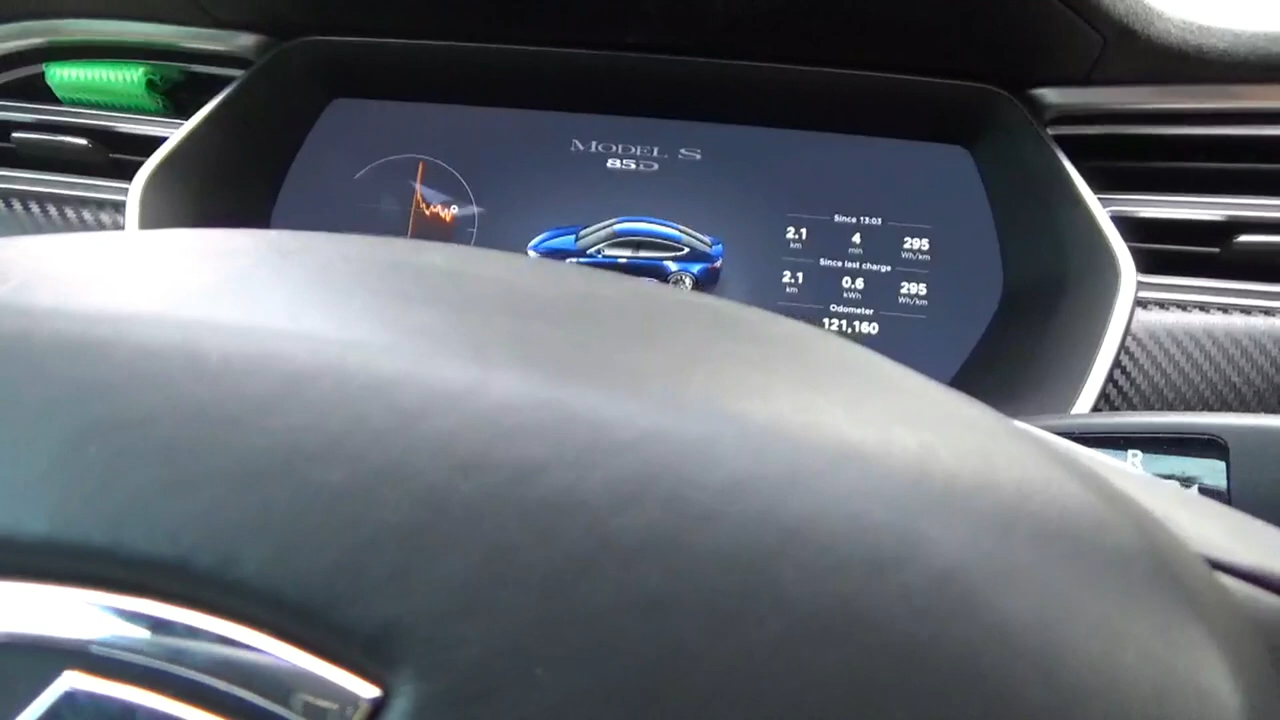 MODEL S
85D
Since 13:03
2.1 4 295
km min Wh/km
Since last charge
2.1 0.6 295
km kWh Wh/km
Odometer
121,160
R